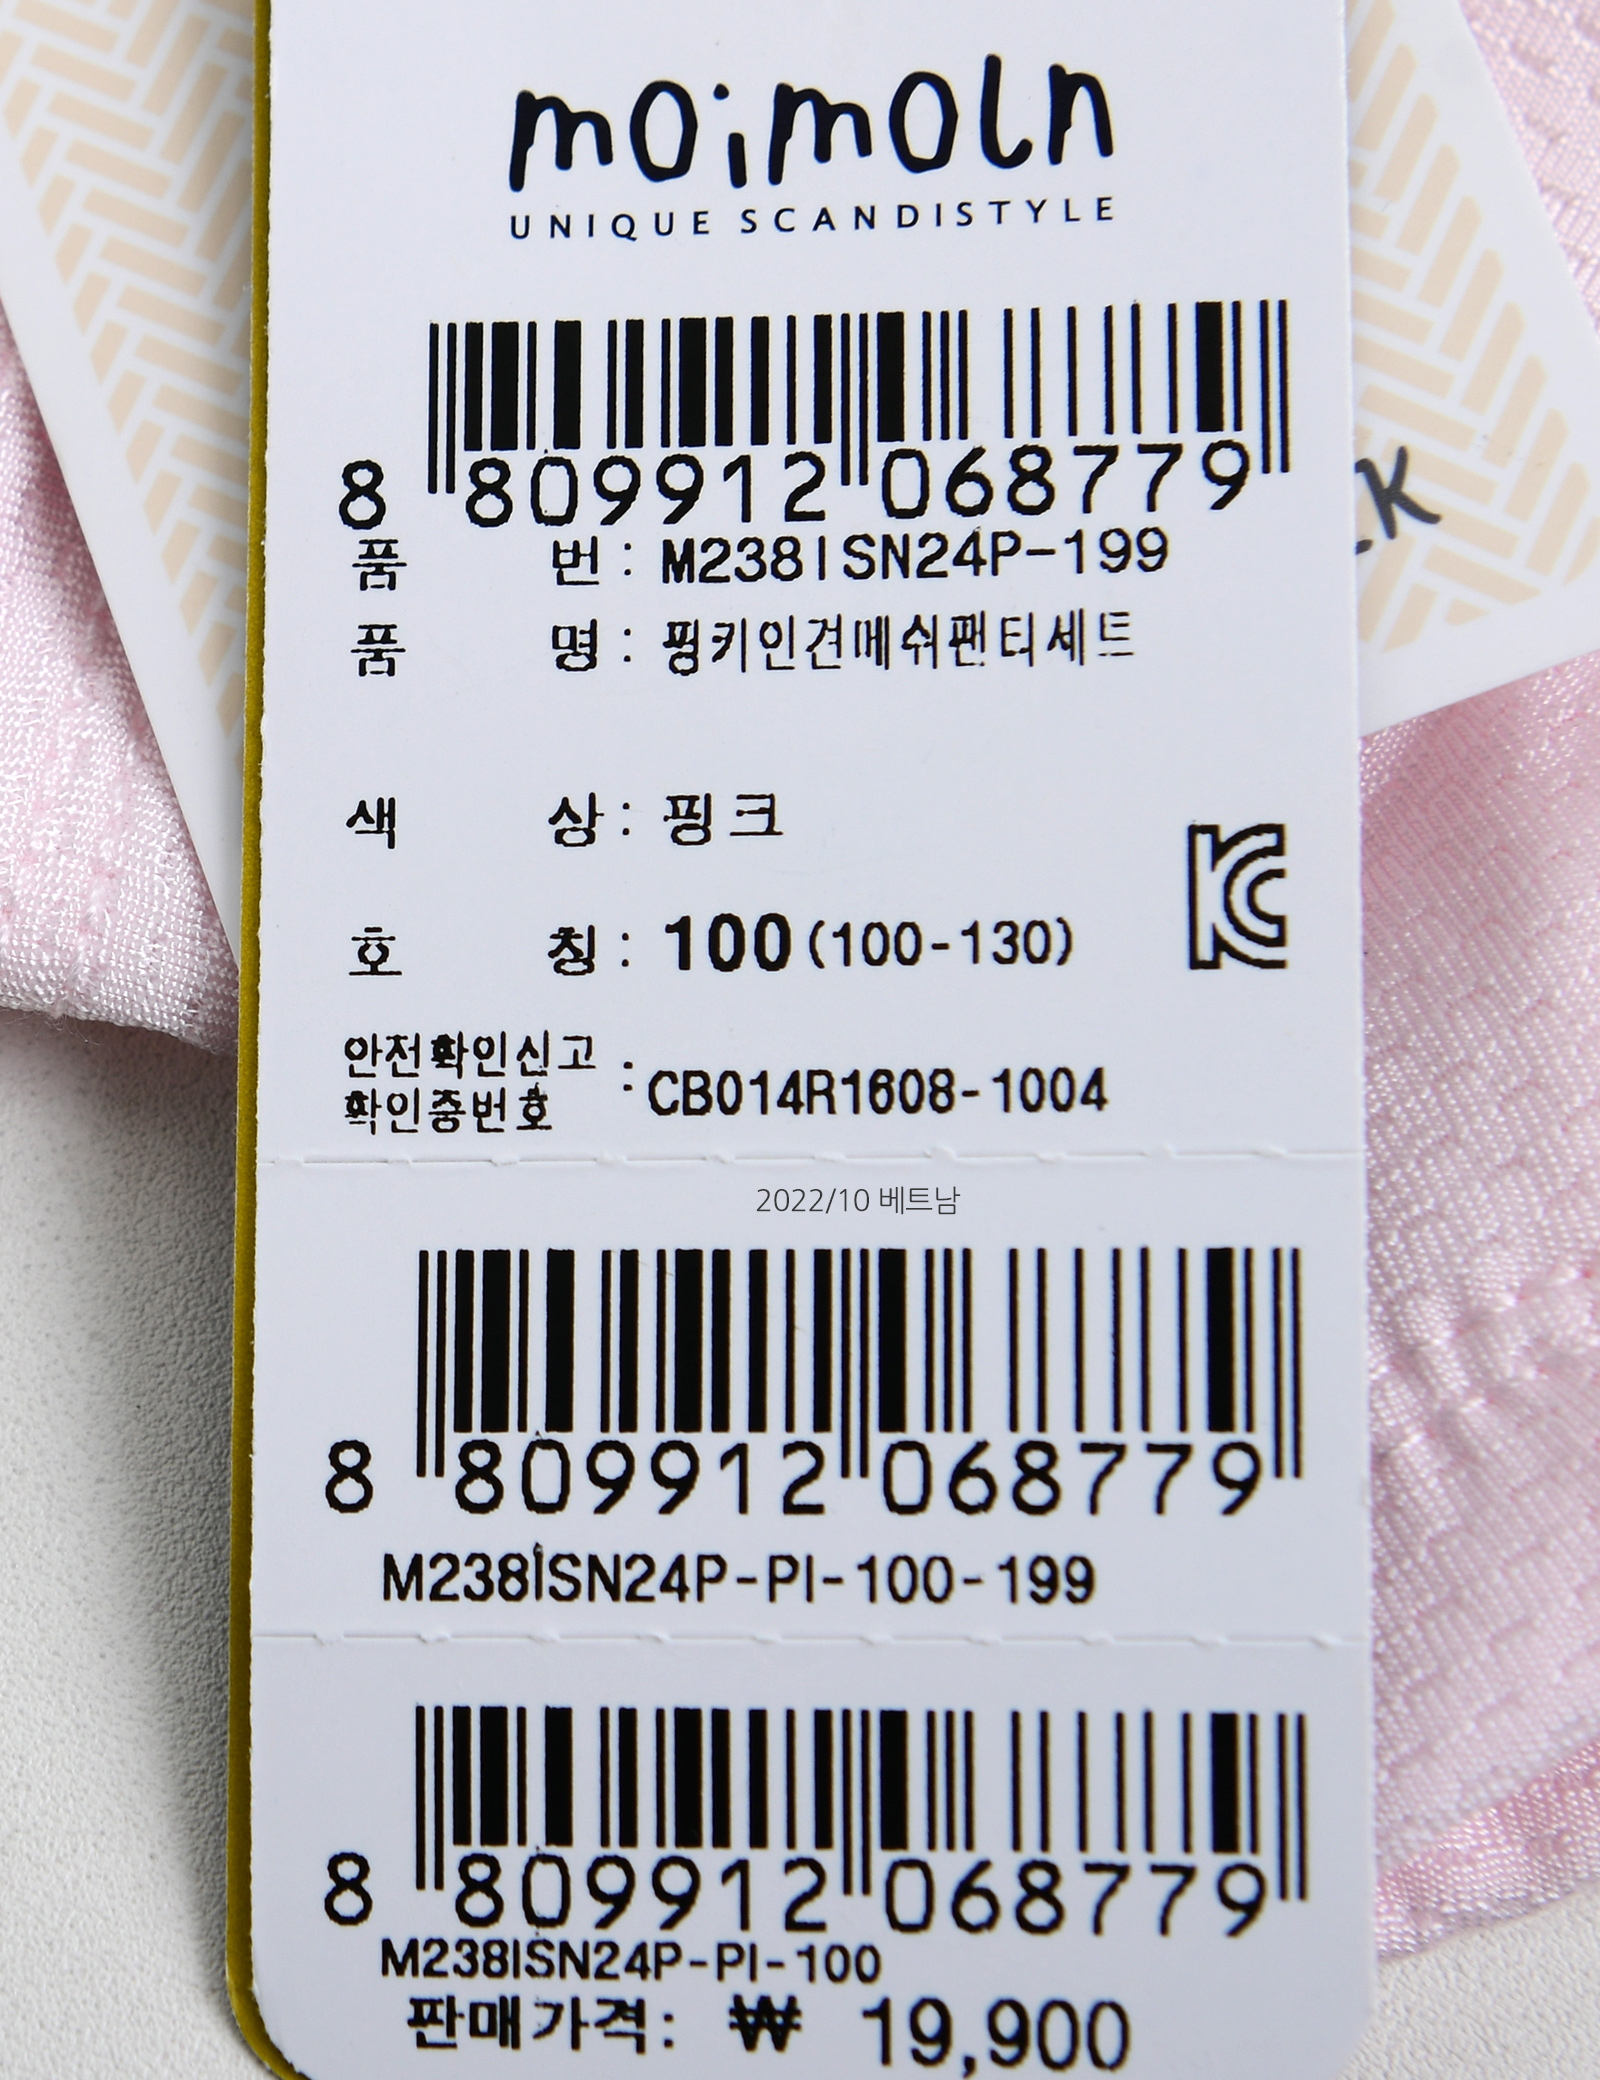 moimoln
UNIQUE SCANDISTYLE
8 809912 068779
품 번 : M238ISN24P-199
품 명 : 핑키인견메쉬팬티세트
색 상 : 핑크
호 칭 : 100 (100-130)
안전확인신고
확인증번호 : CB014R1608-1004
2022/10 베트남
8 809912 068779
M238ISN24P-PI-100-199
8 809912 068779
M238ISN24P-PI-100
판매가격: ₩ 19,900